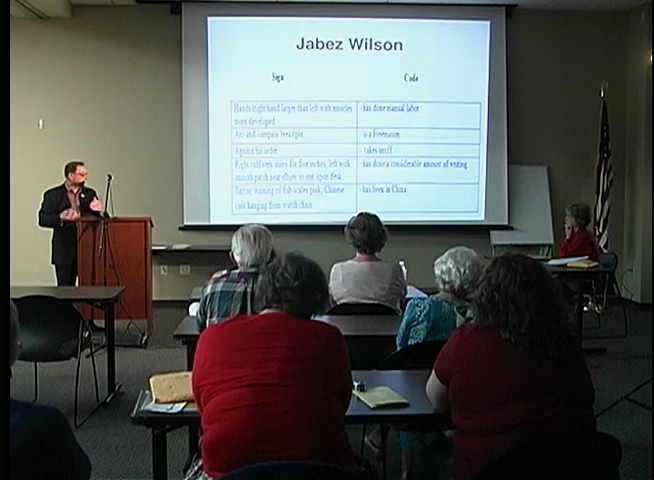 Jabez Wilson
Sign Code
Hands (right hand larger than left with muscles has done manual labor
more developed
Arc and compass breastpin is a Freemason
Against his order takes snuff
Right cuff very shiny for five inches, left with has done a considerable amount of writing
smooth patch near elbow to rest upon desk
Tattoo, staining of fish scales pink, Chinese has been in China
coin hanging from watch chain